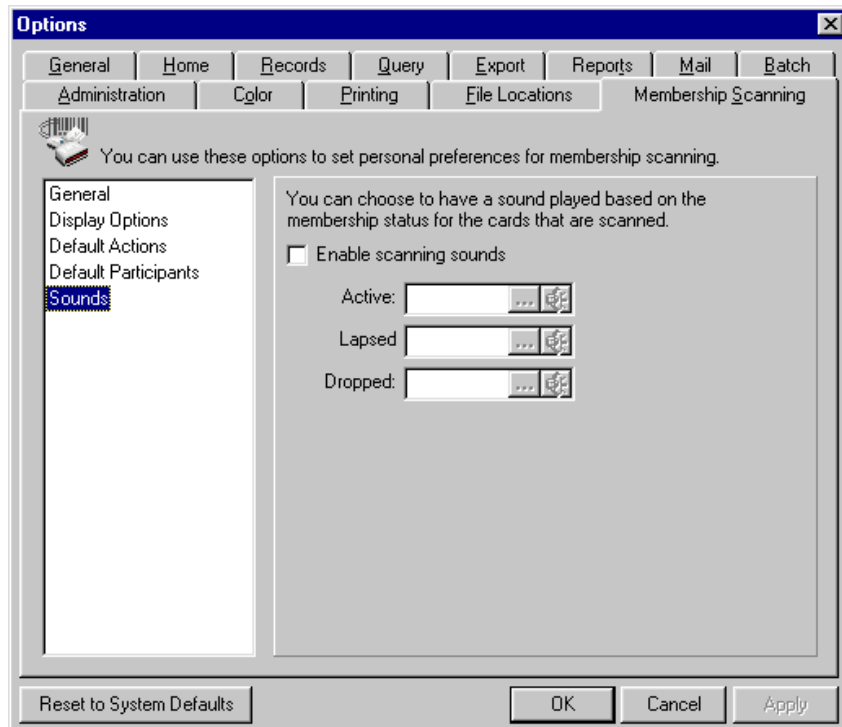 Options
General Home Records Query Export Reports Mail Batch
Administration Color Printing File Locations Membership Scanning
You can use these options to set personal preferences for membership scanning.
General
Display Options
Default Actions
Default Participants
Sounds
You can choose to have a sound played based on the
membership status for the cards that are scanned.
Enable scanning sounds
Active: ...
Lapsed ...
Dropped: ...
Reset to System Defaults OK Cancel Apply